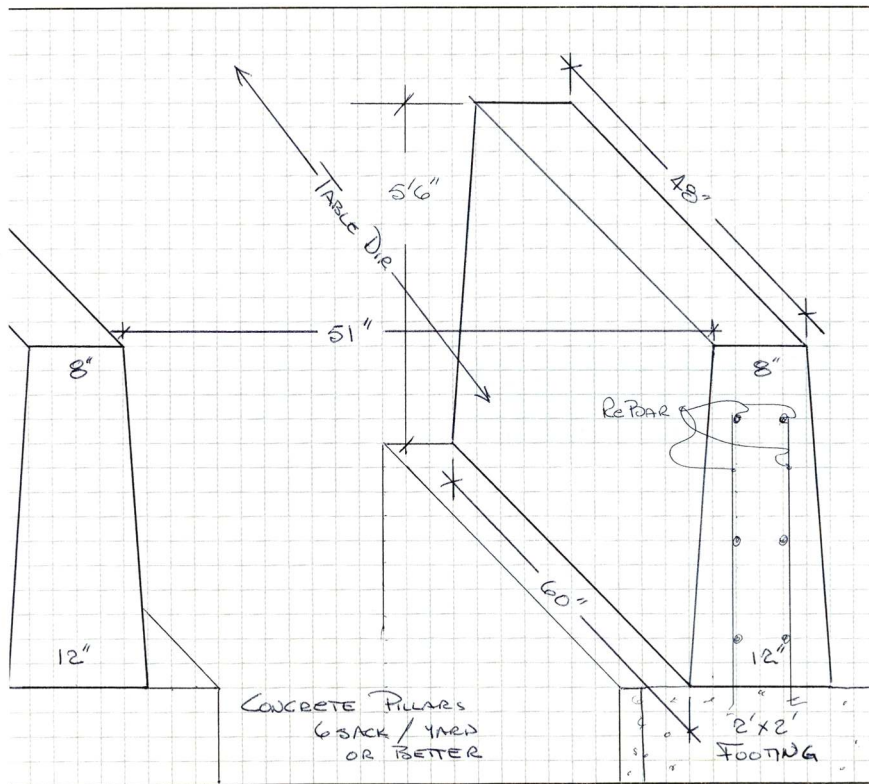 48"
5'6"
TABLE DIR
51"
8"
8"
REBAR
60"
12"
12"
CONCRETE PILLARS
6 SACK / YARD
OR BETTER
2'x2'
FOOTING